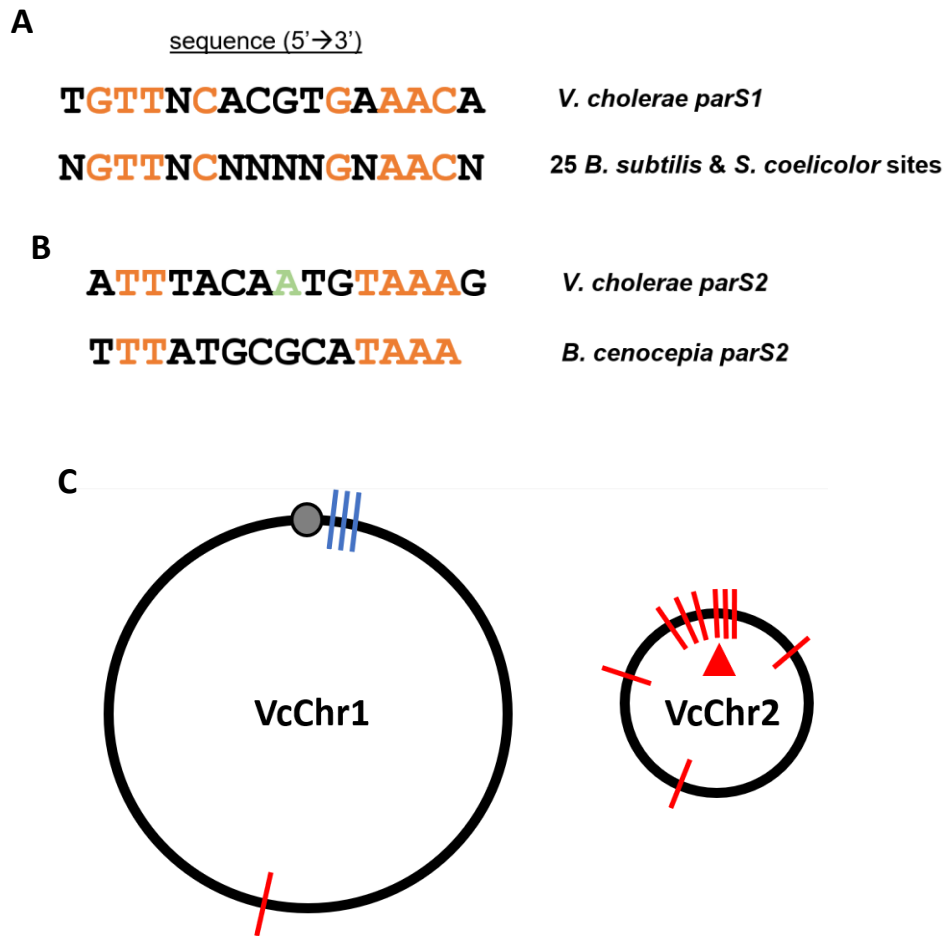 A
sequence (5'→3')
TGTTNCACGTGAAACA V. cholerae parS1
NGTTNCNNNNGNAACN 25 B. subtilis & S. coelicolor sites
B
ATTTACAATGTAAAG V. cholerae parS2
TTTATGCGCATAAA B. cenocepia parS2
C
VcChr1
VcChr2